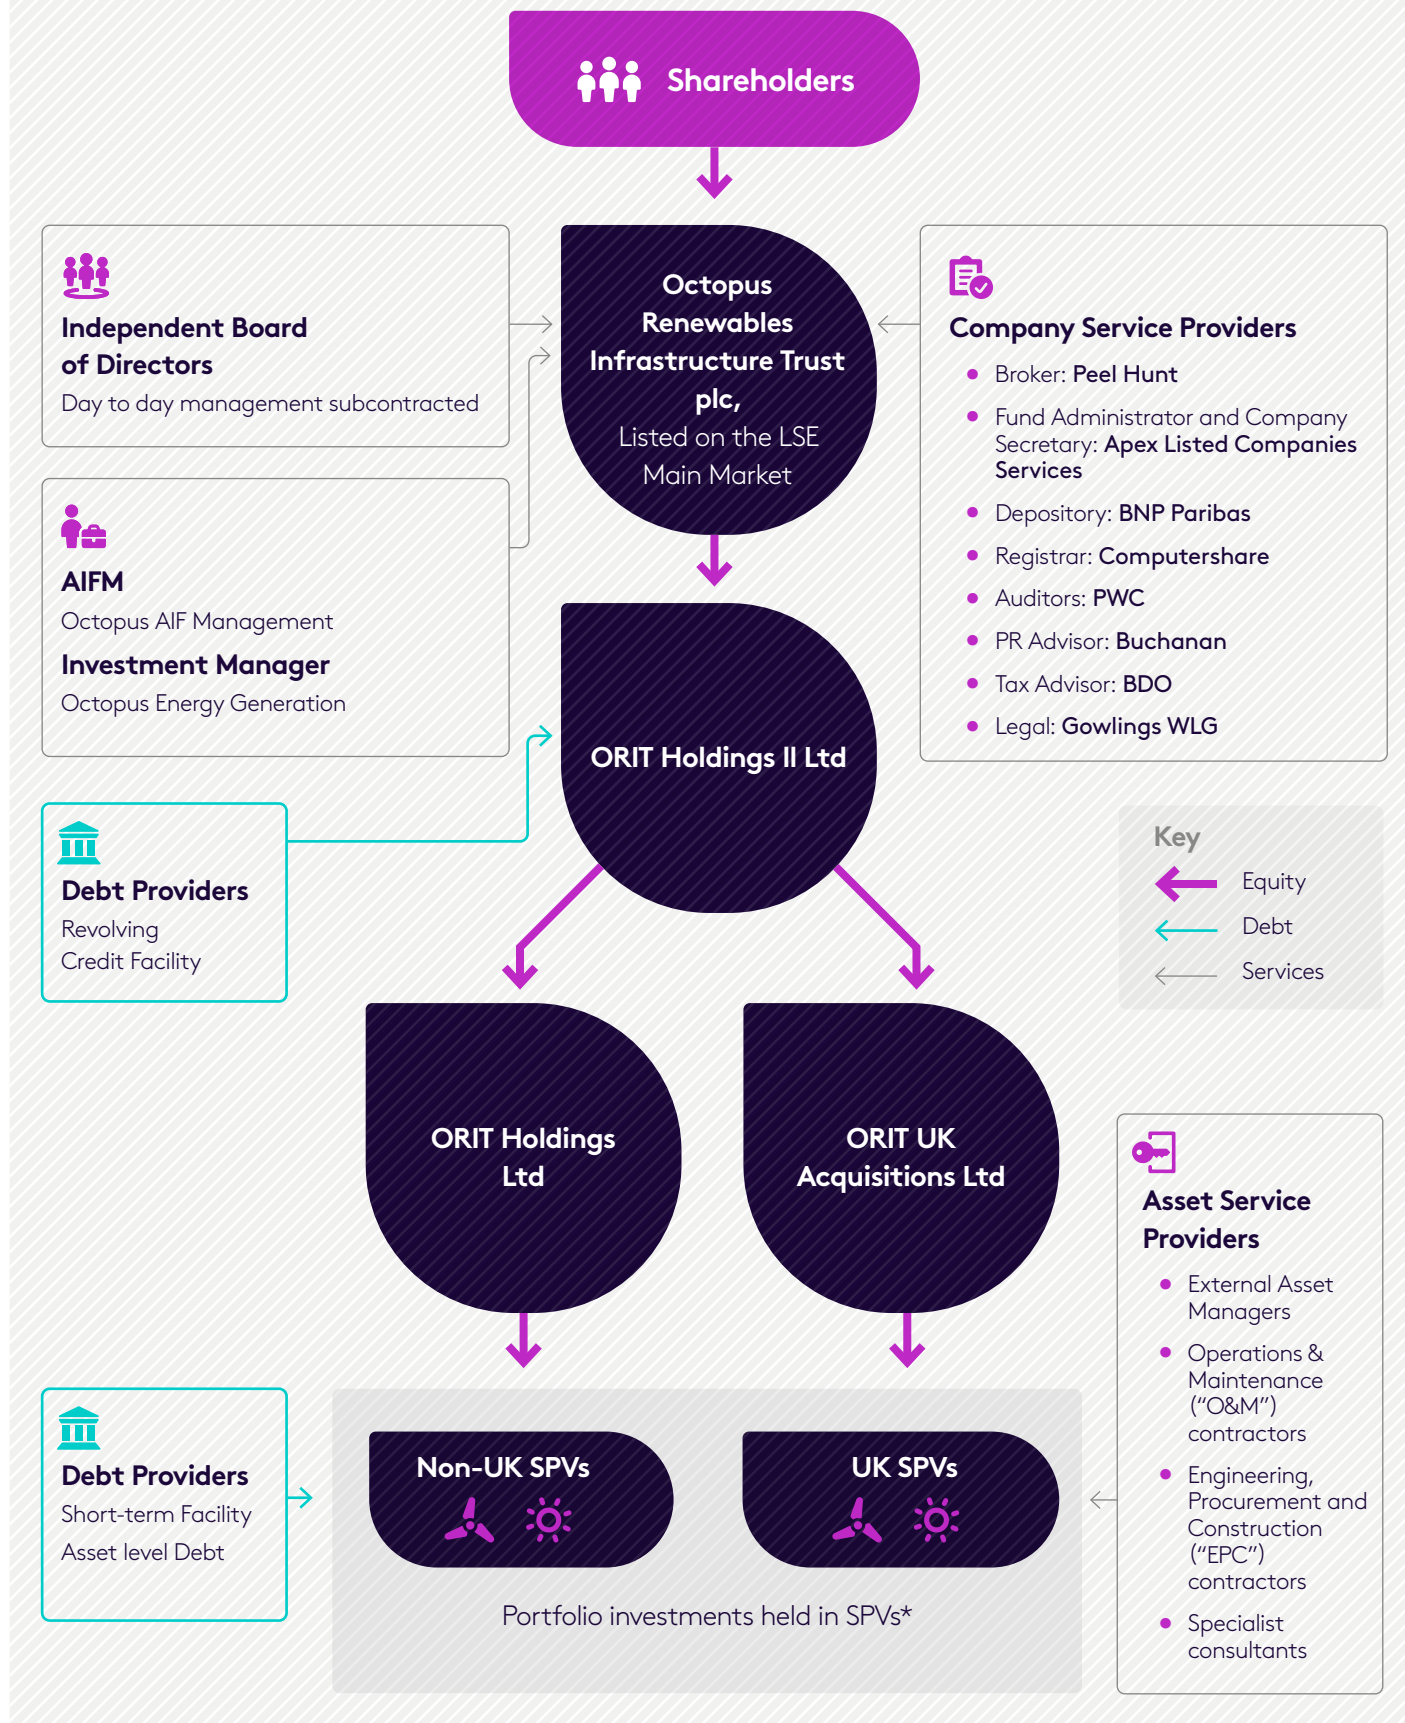 Shareholders
Independent Board
of Directors
Day to day management subcontracted
Octopus
Renewables
Infrastructure Trust
plc,
Listed on the LSE
Main Market
Company Service Providers
Broker: Peel Hunt
Fund Administrator and Company
Secretary: Apex Listed Companies
Services
Depository: BNP Paribas
Registrar: Computershare
Auditors: PWC
PR Advisor: Buchanan
Tax Advisor: BDO
Legal: Gowlings WLG
AIFM
Octopus AIF Management
Investment Manager
Octopus Energy Generation
ORIT Holdings II Ltd
Debt Providers
Revolving
Credit Facility
Key
Equity
Debt
Services
ORIT Holdings
Ltd
ORIT UK
Acquisitions Ltd
Asset Service
Providers
External Asset
Managers
Operations &
Maintenance
(“O&M”)
contractors
Engineering,
Procurement and
Construction
(“EPC”)
contractors
Specialist
consultants
Debt Providers
Short-term Facility
Asset level Debt
Non-UK SPVs
UK SPVs
Portfolio investments held in SPVs*